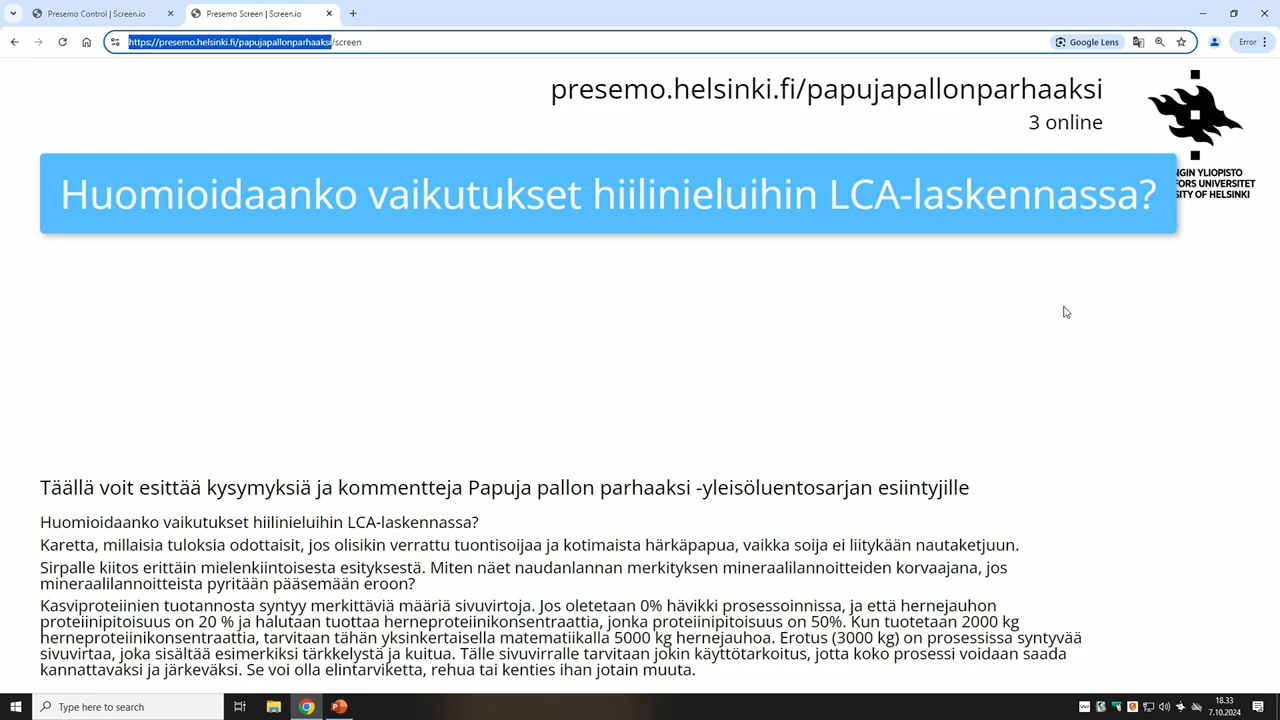 Presemo Control | Screen.io
Presemo Screen | Screen.io
https://presemo.helsinki.fi/papujapallonparhaaksi/screen
Google Lens
Error
presemo.helsinki.fi/papujapallonparhaaksi
3 online
Huomioidaanko vaikutukset hiilinieluihin LCA-laskennassa?
NGIN YLIOPISTO
FORS UNIVERSITET
SITY OF HELSINKI
Täällä voit esittää kysymyksiä ja kommentteja Papuja pallon parhaaksi -yleisöluentosarjan esiintyjille
Huomioidaanko vaikutukset hiilinieluihin LCA-laskennassa?
Karetta, millaisia tuloksia odottaisit, jos olisikin verrattu tuontisoijaa ja kotimaista härkäpapua, vaikka soija ei liitykään nautaketjuun.
Sirpalle kiitos erittäin mielenkiintoisesta esityksestä. Miten näet naudanlannan merkityksen mineraalilannoitteiden korvaajana, jos
mineraalilannoitteista pyritään pääsemään eroon?
Kasviproteiinien tuotannosta syntyy merkittäviä määriä sivuvirtoja. Jos oletetaan 0% hävikki prosessoinnissa, ja että hernejauhon
proteiinipitoisuus on 20 % ja halutaan tuottaa herneproteiinikonsentraattia, jonka proteiinipitoisuus on 50%. Kun tuotetaan 2000 kg
herneproteiinikonsentraattia, tarvitaan tähän yksinkertaisella matematiikalla 5000 kg hernejauhoa. Erotus (3000 kg) on prosessissa syntyvää
sivuvirtaa, joka sisältää esimerkiksi tärkkelystä ja kuitua. Tälle sivuvirralle tarvitaan jokin käyttötarkoitus, jotta koko prosessi voidaan saada
kannattavaksi ja järkeväksi. Se voi olla elintarviketta, rehua tai kenties ihan jotain muuta.
Type here to search
18.33
7.10.2024